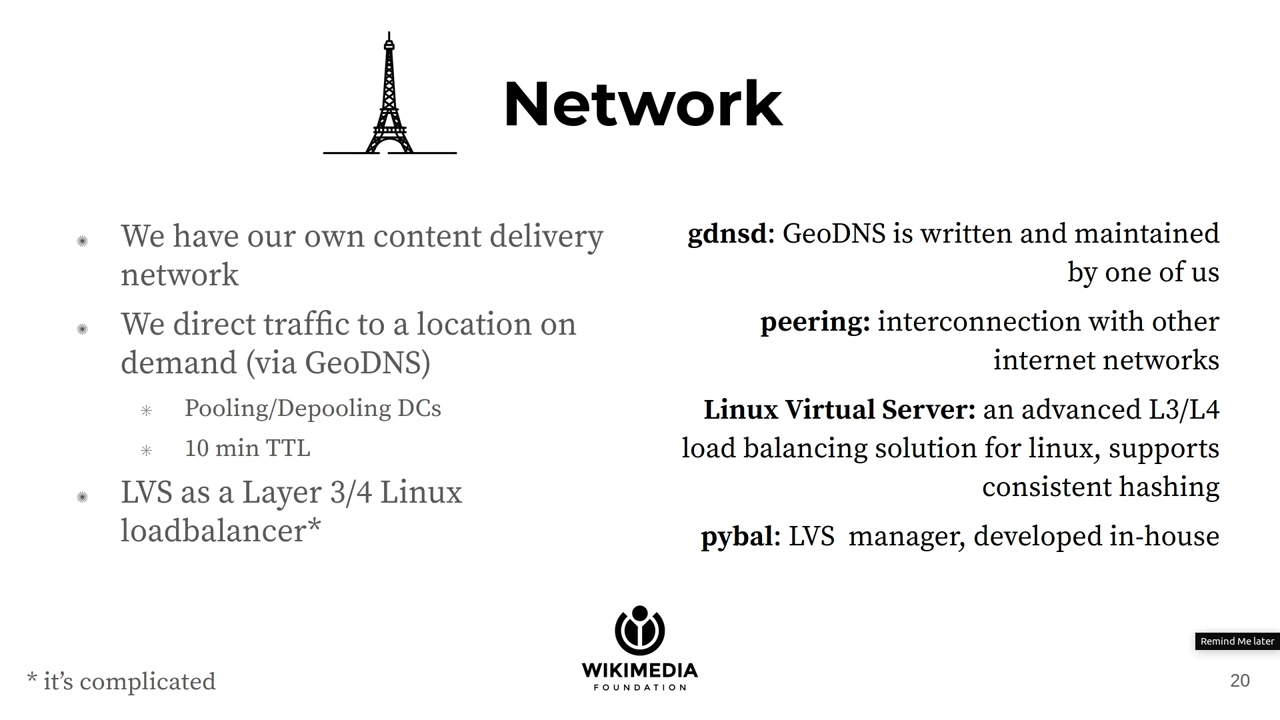 Network
We have our own content delivery
network
We direct traffic to a location on
demand (via GeoDNS)
Pooling/Depooling DCs
10 min TTL
LVS as a Layer 3/4 Linux
loadbalancer*
gdnsd: GeoDNS is written and maintained
by one of us
peering: interconnection with other
internet networks
Linux Virtual Server: an advanced L3/L4
load balancing solution for linux, supports
consistent hashing
pybal: LVS  manager, developed in-house
Remind Me later
* it’s complicated
WIKIMEDIA
FOUNDATION
20